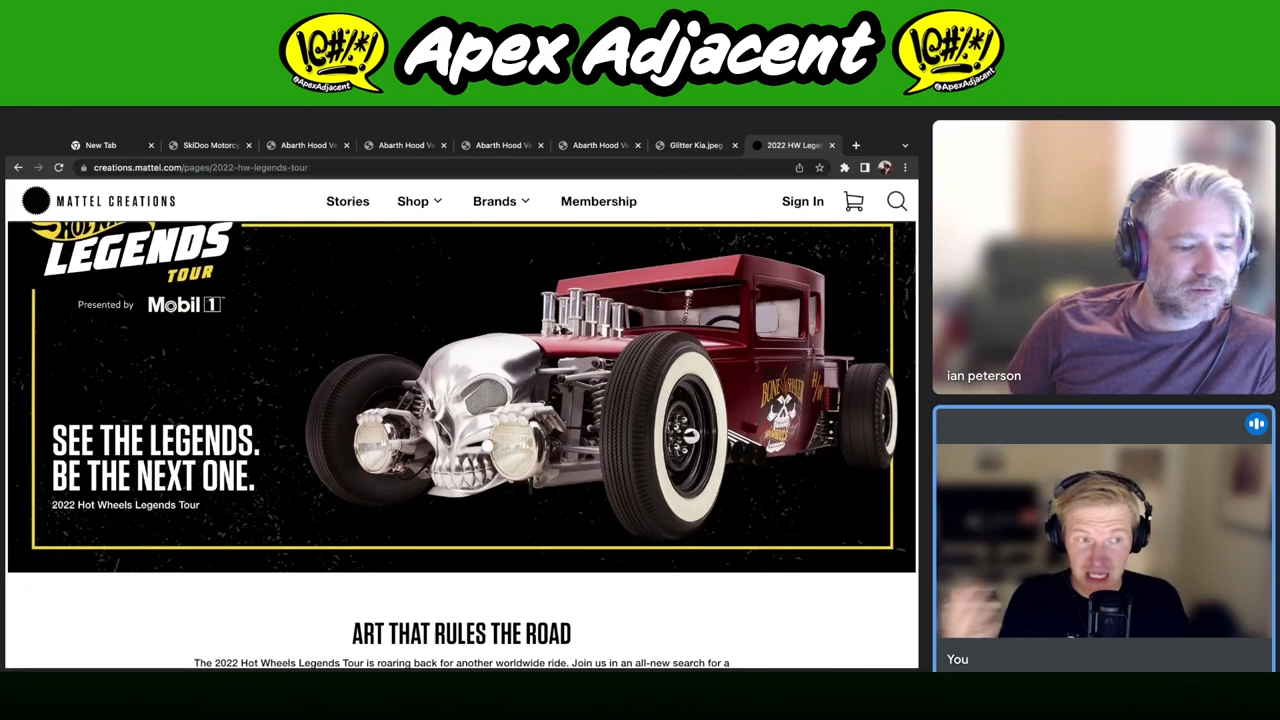 !@#!*!
@ApexAdjacent
Apex Adjacent
!@#!*!
@ApexAdjacent
New Tab
SkiDoo Motorcy
Abarth Hood Ve
Abarth Hood Ve
Abarth Hood Ve
Abarth Hood Ve
Glitter Kia.jpeg
2022 HW Leger
creations.mattel.com/pages/2022-hw-legends-tour
MATTEL CREATIONS
Stories
Shop
Brands
Membership
Sign In
LEGENDS
TOUR
Presented by Mobil 1
SEE THE LEGENDS.
BE THE NEXT ONE.
2022 Hot Wheels Legends Tour
BONE SHAKER
H/W
ART THAT RULES THE ROAD
The 2022 Hot Wheels Legends Tour is roaring back for another worldwide ride. Join us in an all-new search for a
ian peterson
You